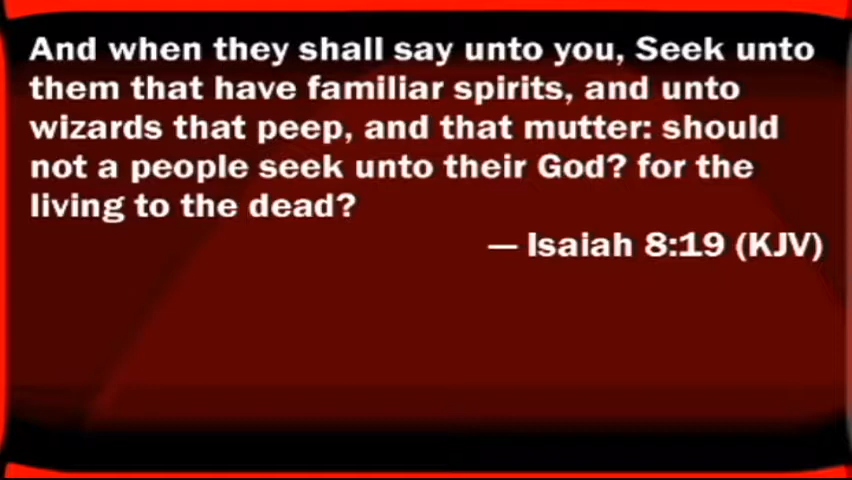 And when they shall say unto you, Seek unto
them that have familiar spirits, and unto
wizards that peep, and that mutter: should
not a people seek unto their God? for the
living to the dead?
— Isaiah 8:19 (KJV)